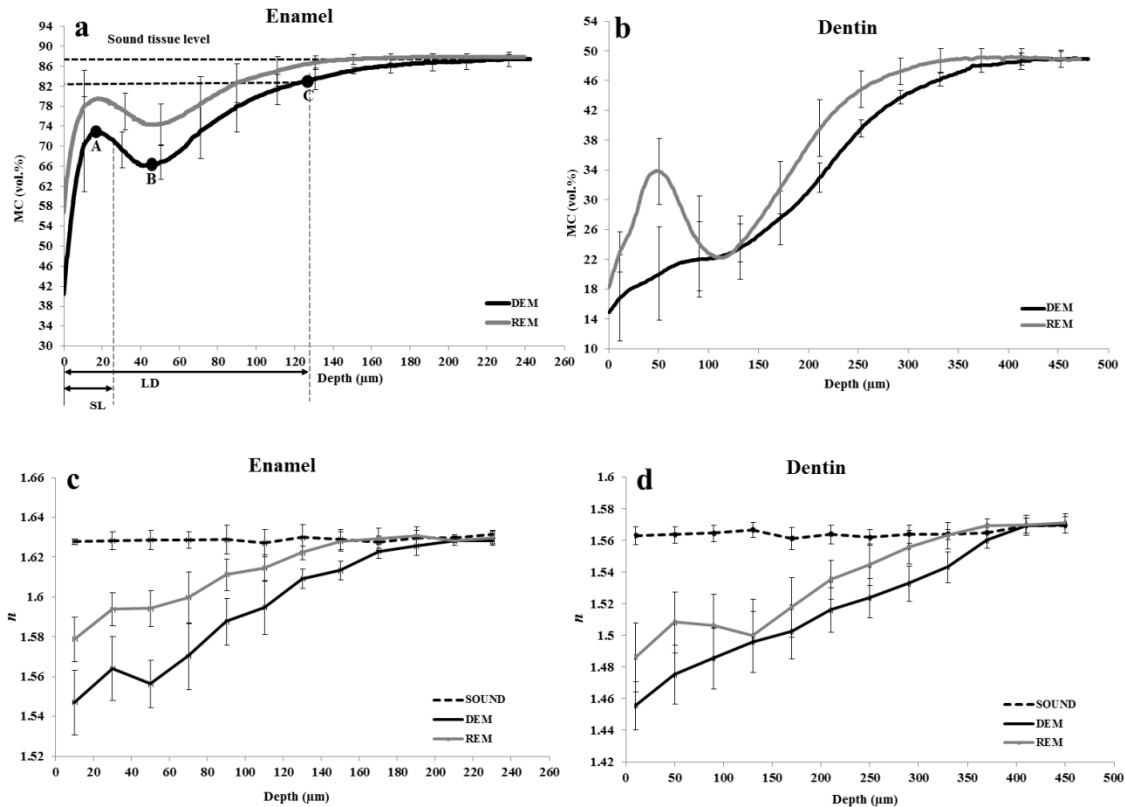 a
Enamel
94
90
86
82
78
74
70
66
62
58
54
50
46
42
38
34
30
MC (vol.%)
Sound tissue level
A
B
C
DEM
REM
0 20 40 60 80 100 120 140 160 180 200 220 240 260
Depth (µm)
LD
SL
b
Dentin
54
50
46
42
38
34
30
26
22
18
14
10
MC (vol.%)
DEM
REM
0 50 100 150 200 250 300 350 400 450 500
Depth (µm)
c
Enamel
1.66
1.64
1.62
1.6
1.58
1.56
1.54
1.52
n
SOUND
DEM
REM
0 20 40 60 80 100 120 140 160 180 200 220 240
Depth (µm)
d
Dentin
1.6
1.58
1.56
1.54
1.52
1.5
1.48
1.46
1.44
1.42
n
SOUND
DEM
REM
0 50 100 150 200 250 300 350 400 450 500
Depth (µm)